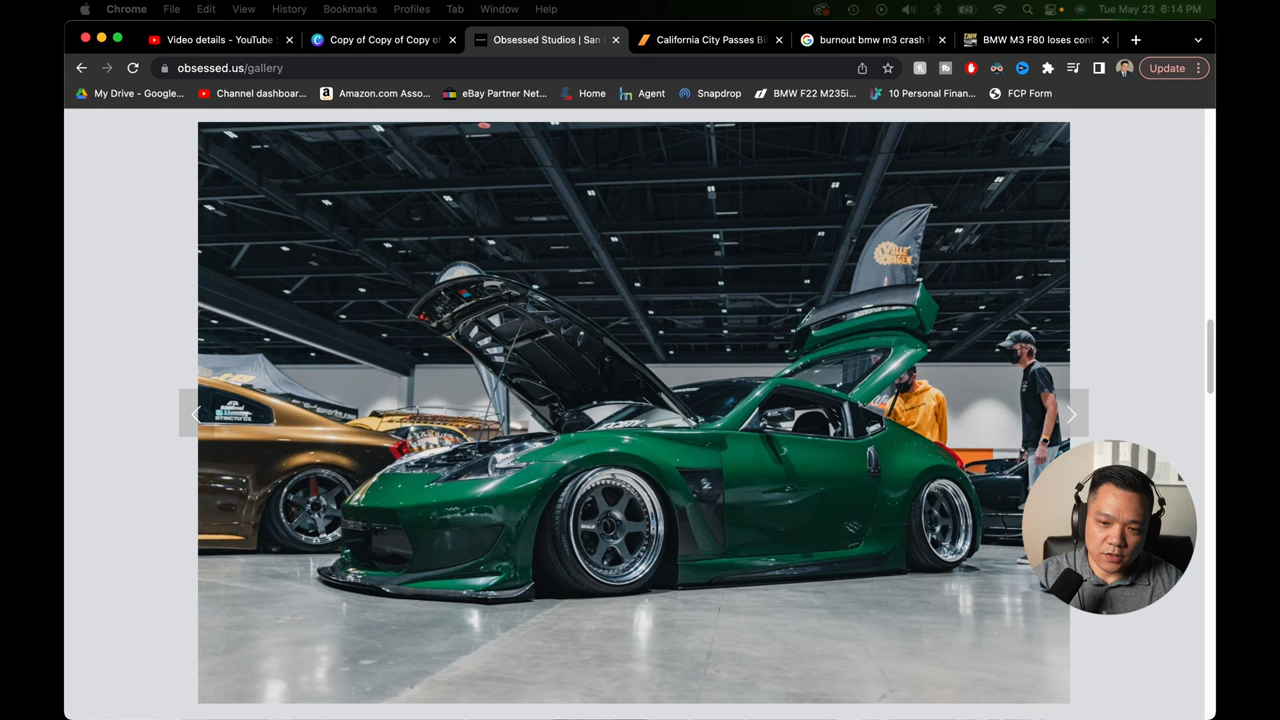 Chrome File Edit View History Bookmarks Profiles Tab Window Help Tue May 23 6:14 PM
Video details - YouTube Copy of Copy of Copy of Obsessed Studios | San California City Passes Bi burnout bmw m3 crash BMW M3 F80 loses cont
obsessed.us/gallery Update
My Drive - Google... Channel dashboar... Amazon.com Asso... eBay Partner Net... Home Agent Snapdrop BMW F22 M235i... 10 Personal Finan... FCP Form